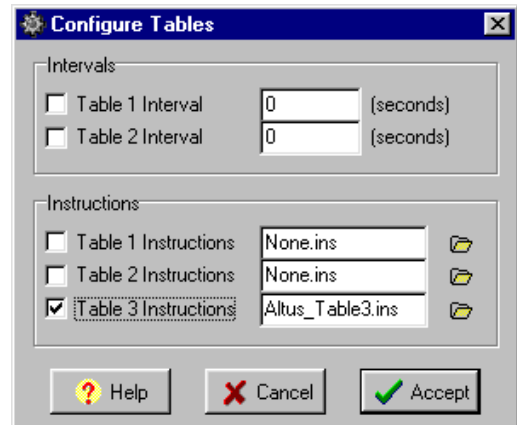 Configure Tables
Intervals
Table 1 Interval 0 (seconds)
Table 2 Interval 0 (seconds)
Instructions
Table 1 Instructions None.ins
Table 2 Instructions None.ins
Table 3 Instructions Altus_Table3.ins
? Help Cancel Accept